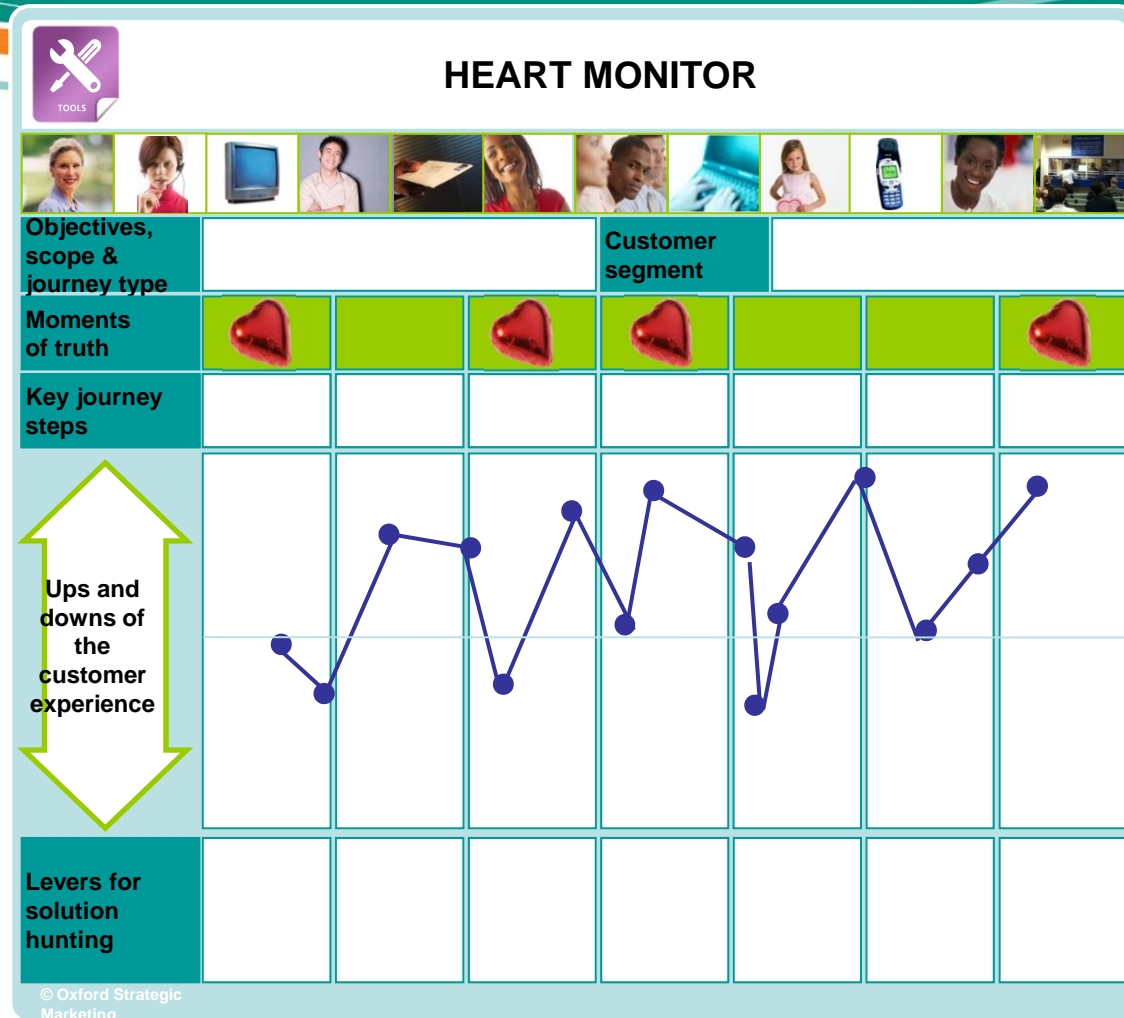 TOOLS
HEART MONITOR
Objectives,
scope &
journey type
Customer
segment
Moments
of truth
Key journey
steps
Ups and
downs of
the
customer
experience
Levers for
solution
hunting
© Oxford Strategic
Marketing